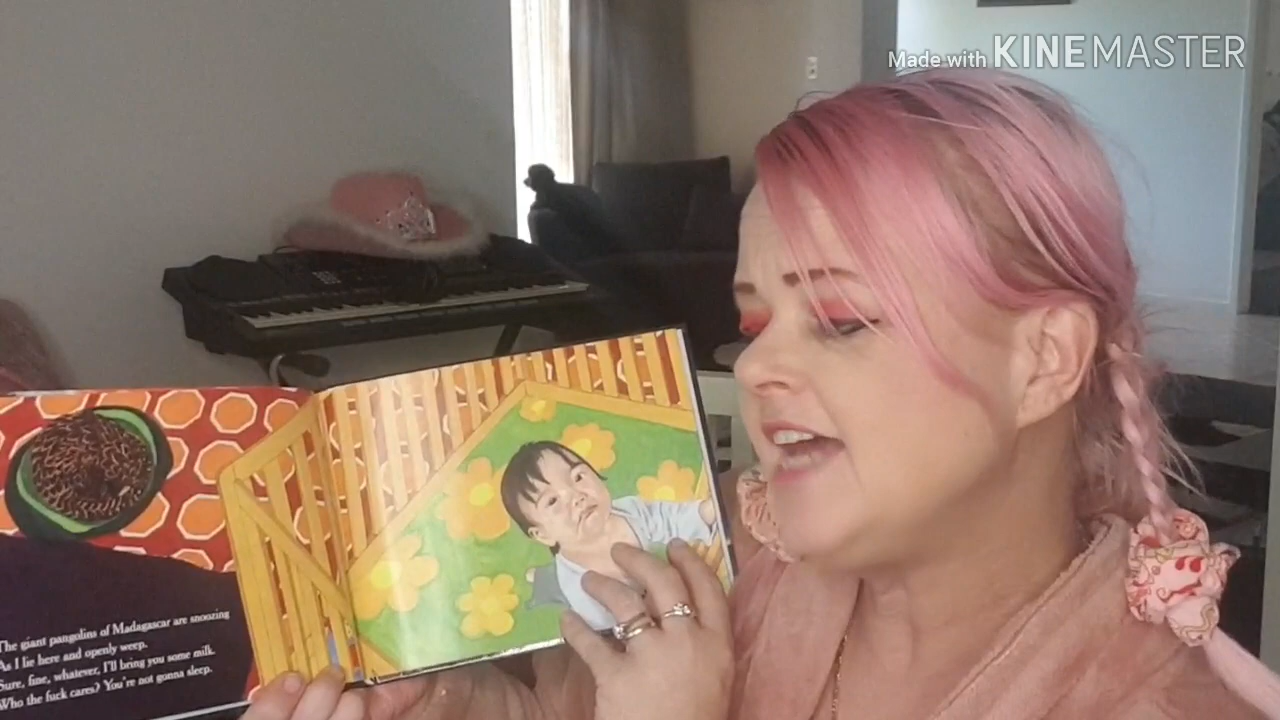 Made with KINEMASTER
The giant pangolins of Madagascar are snoozing
As I lie here and openly weep.
Sure, fine, whatever, I'll bring you some milk.
Who the fuck cares? You're not gonna sleep.